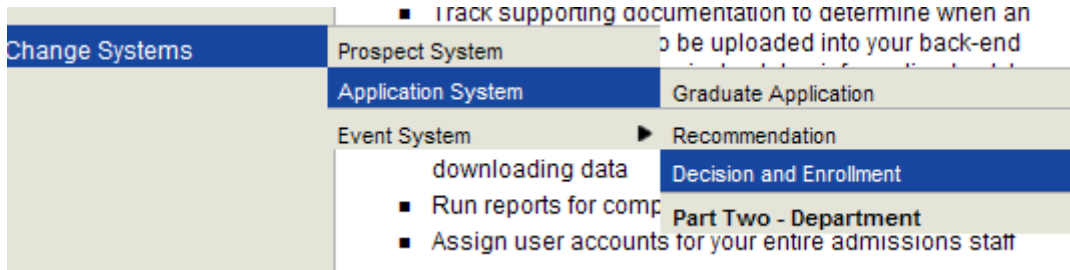 Track supporting documentation to determine when an
Change Systems
Prospect System
o be uploaded into your back-end
Application System
Graduate Application
Event System
Recommendation
downloading data
Decision and Enrollment
Run reports for comp
Part Two - Department
Assign user accounts for your entire admissions staff